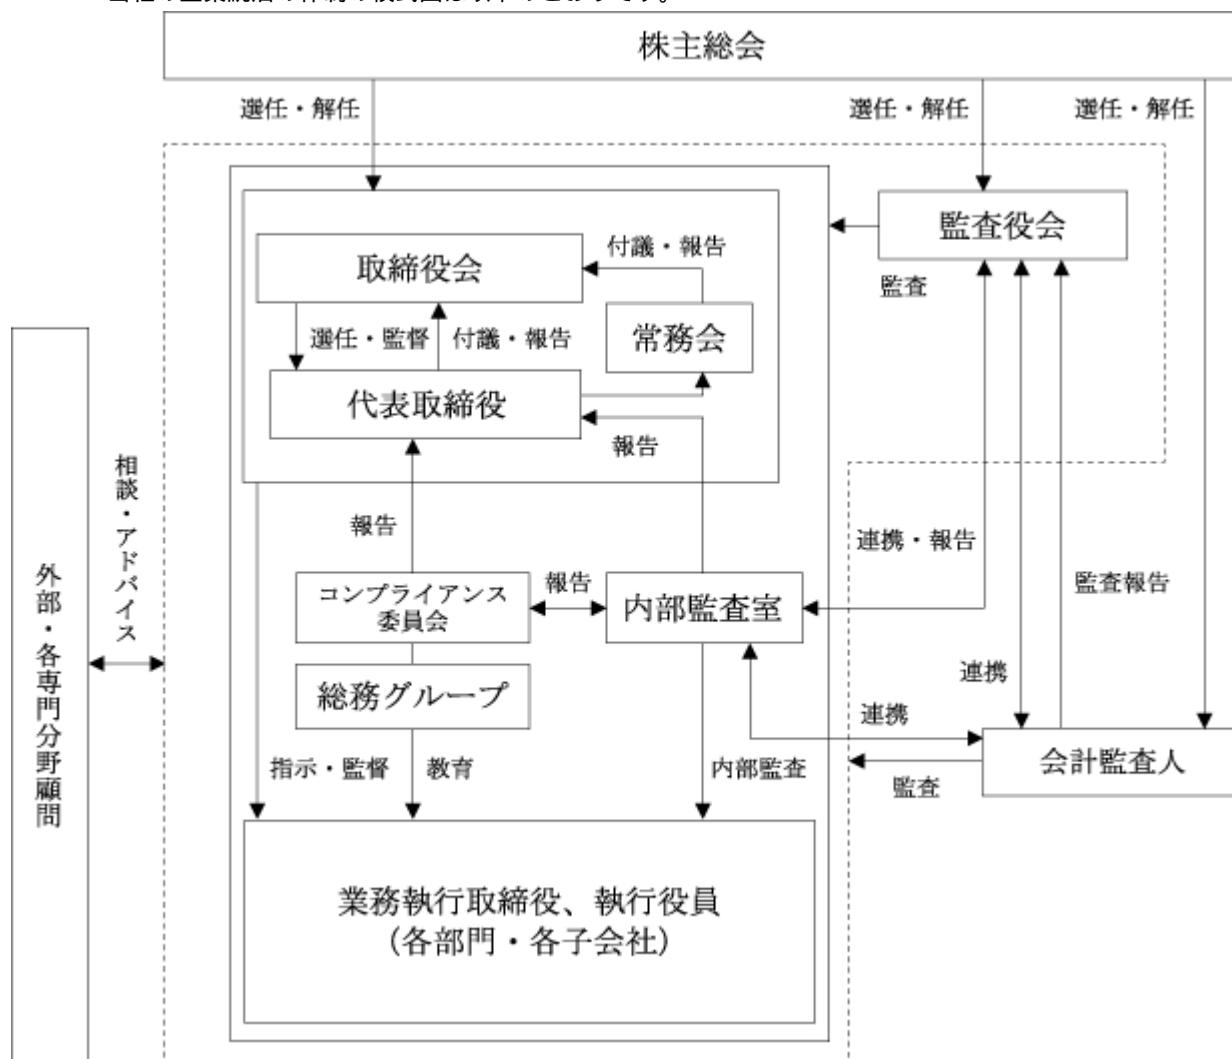 株主総会
選任・解任
選任・解任
選任・解任
監査役会
取締役会
付議・報告
監査
選任・監督
付議・報告
常務会
代表取締役
報告
相談・アドバイス
報告
連携・報告
監査報告
外部・各専門分野顧問
コンプライアンス
委員会
報告
内部監査室
総務グループ
連携
連携
指示・監督
教育
内部監査
監査
会計監査人
業務執行取締役、執行役員
(各部門・各子会社)